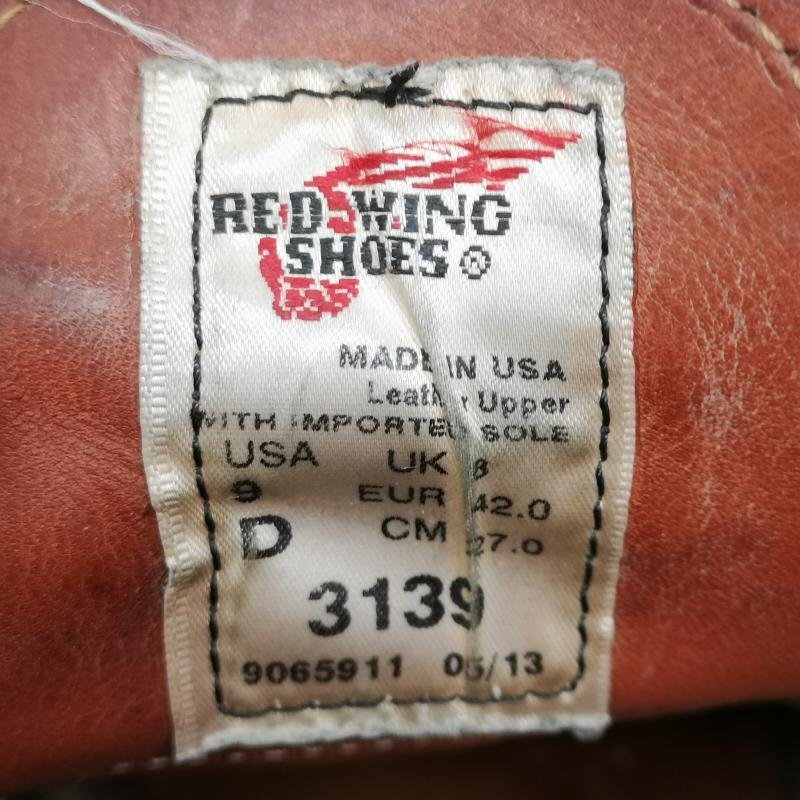 RED WING
SHOES ®
MADE IN USA
Leather Upper
WITH IMPORTED SOLE
USA UK 8
9 EUR 42.0
D CM 27.0
3139
9065911 05/13